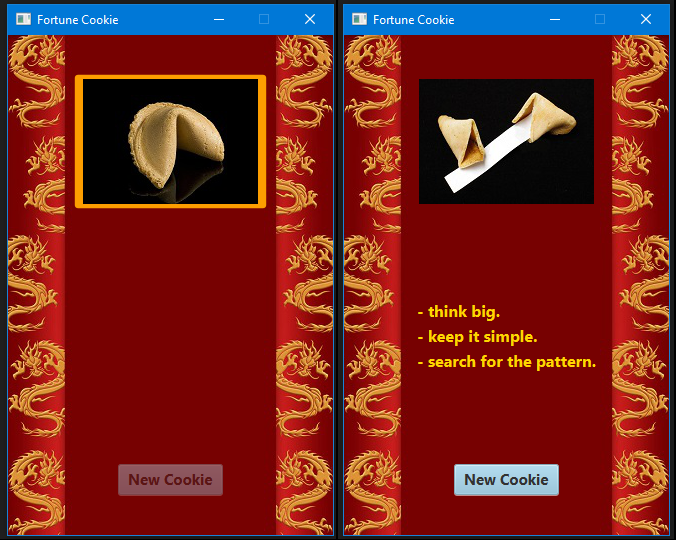 Fortune Cookie
New Cookie
Fortune Cookie
- think big.
- keep it simple.
- search for the pattern.
New Cookie